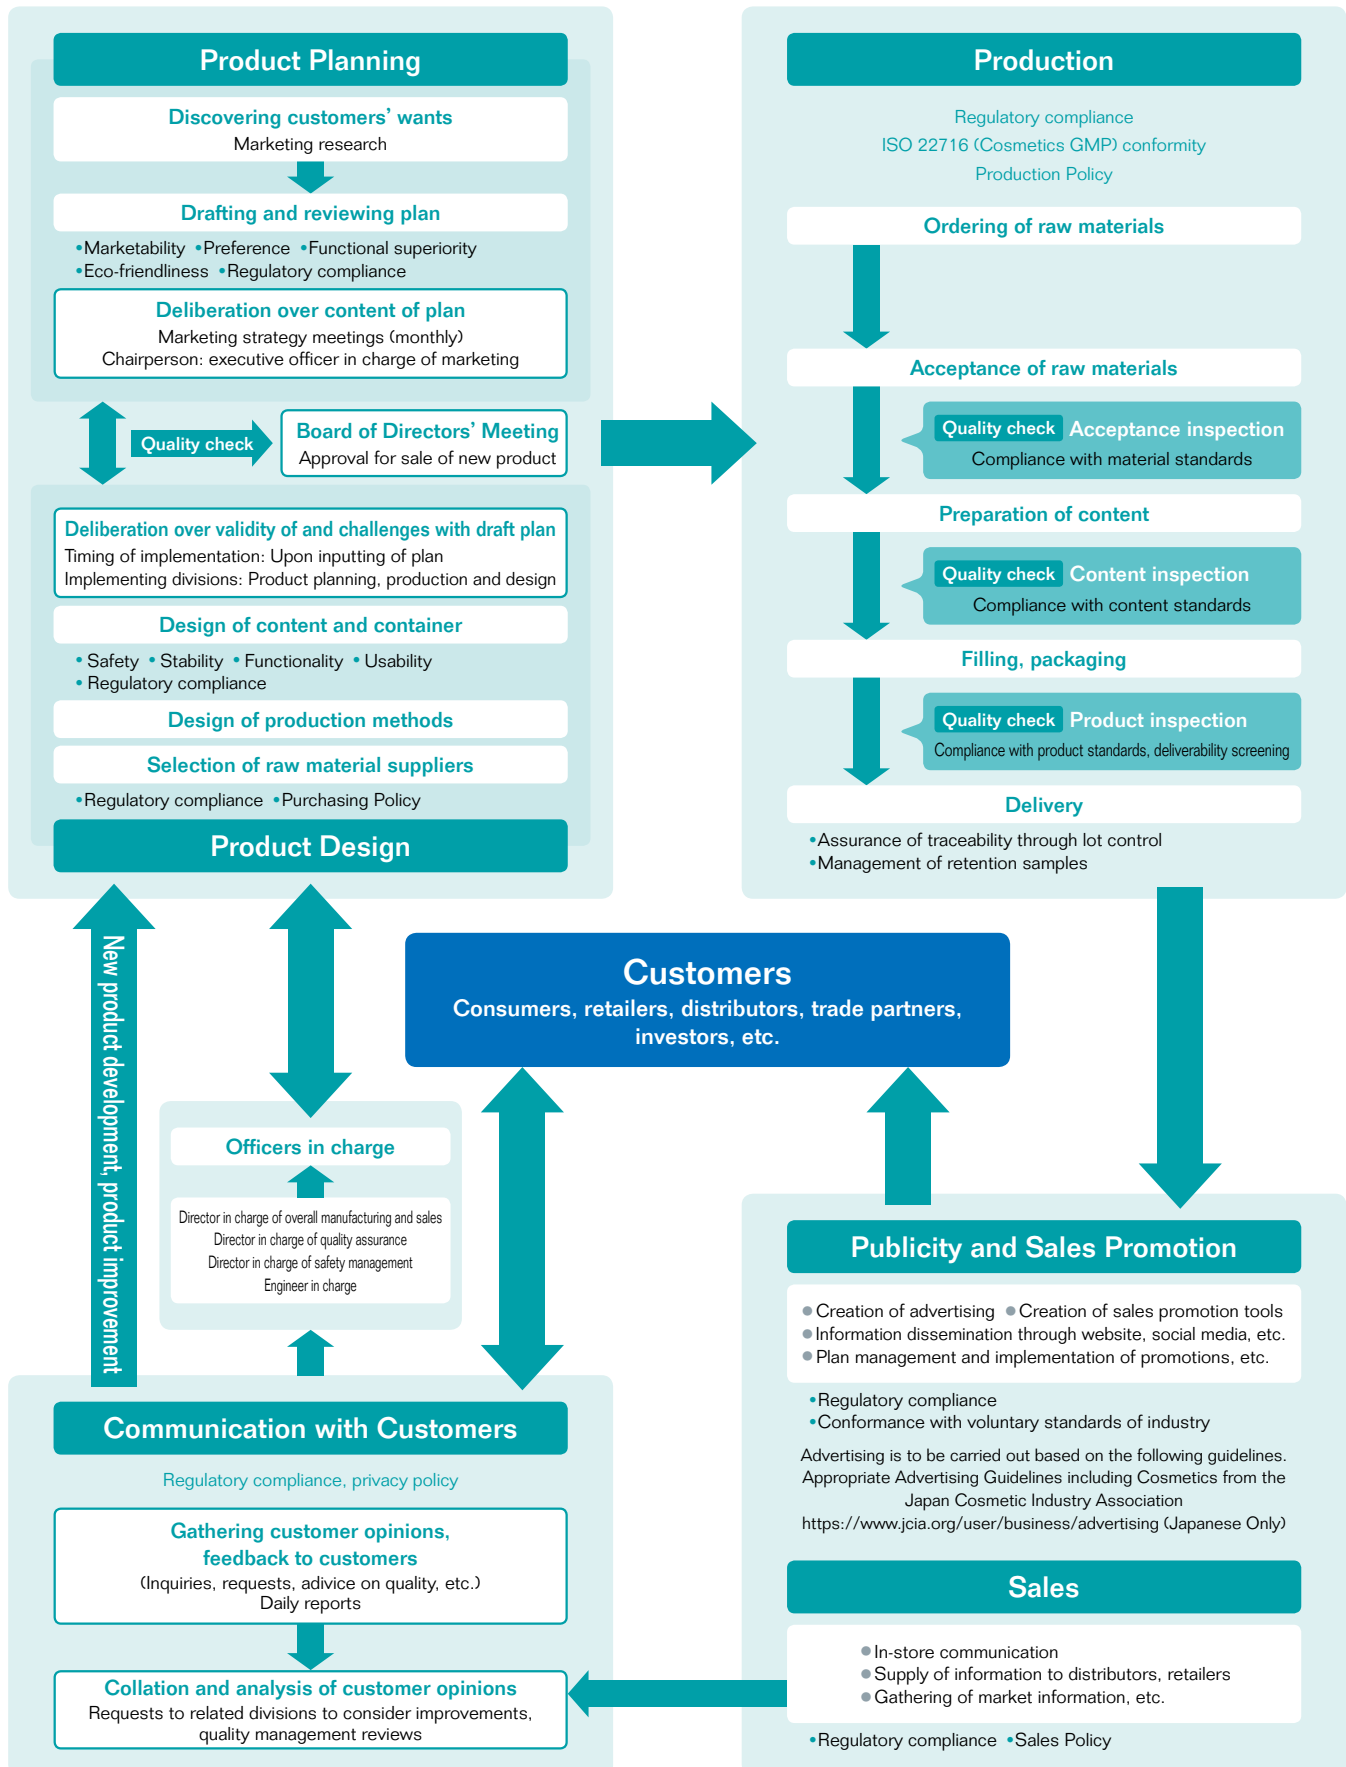 Product Planning
Discovering customers' wants
Marketing research
Drafting and reviewing plan
•Marketability •Preference •Functional superiority
•Eco-friendliness •Regulatory compliance
Deliberation over content of plan
Marketing strategy meetings (monthly)
Chairperson: executive officer in charge of marketing
Quality check
Board of Directors' Meeting
Approval for sale of new product
Deliberation over validity of and challenges with draft plan
Timing of implementation: Upon inputting of plan
Implementing divisions: Product planning, production and design
Design of content and container
• Safety • Stability • Functionality • Usability
• Regulatory compliance
Design of production methods
Selection of raw material suppliers
•Regulatory compliance •Purchasing Policy
Product Design
Production
Regulatory compliance
ISO 22716 (Cosmetics GMP) conformity
Production Policy
Ordering of raw materials
Acceptance of raw materials
Quality check Acceptance inspection
Compliance with material standards
Preparation of content
Quality check Content inspection
Compliance with content standards
Filling, packaging
Quality check Product inspection
Compliance with product standards, deliverability screening
Delivery
•Assurance of traceability through lot control
•Management of retention samples
New product development, product improvement
Customers
Consumers, retailers, distributors, trade partners,
investors, etc.
Officers in charge
Director in charge of overall manufacturing and sales
Director in charge of quality assurance
Director in charge of safety management
Engineer in charge
Communication with Customers
Regulatory compliance, privacy policy
Gathering customer opinions,
feedback to customers
(Inquiries, requests, adivice on quality, etc.)
Daily reports
Collation and analysis of customer opinions
Requests to related divisions to consider improvements,
quality management reviews
Publicity and Sales Promotion
●Creation of advertising ●Creation of sales promotion tools
●Information dissemination through website, social media, etc.
●Plan management and implementation of promotions, etc.
•Regulatory compliance
•Conformance with voluntary standards of industry
Advertising is to be carried out based on the following guidelines.
Appropriate Advertising Guidelines including Cosmetics from the
Japan Cosmetic Industry Association
https://www.jcia.org/user/business/advertising (Japanese Only)
Sales
●In-store communication
●Supply of information to distributors, retailers
●Gathering of market information, etc.
•Regulatory compliance •Sales Policy